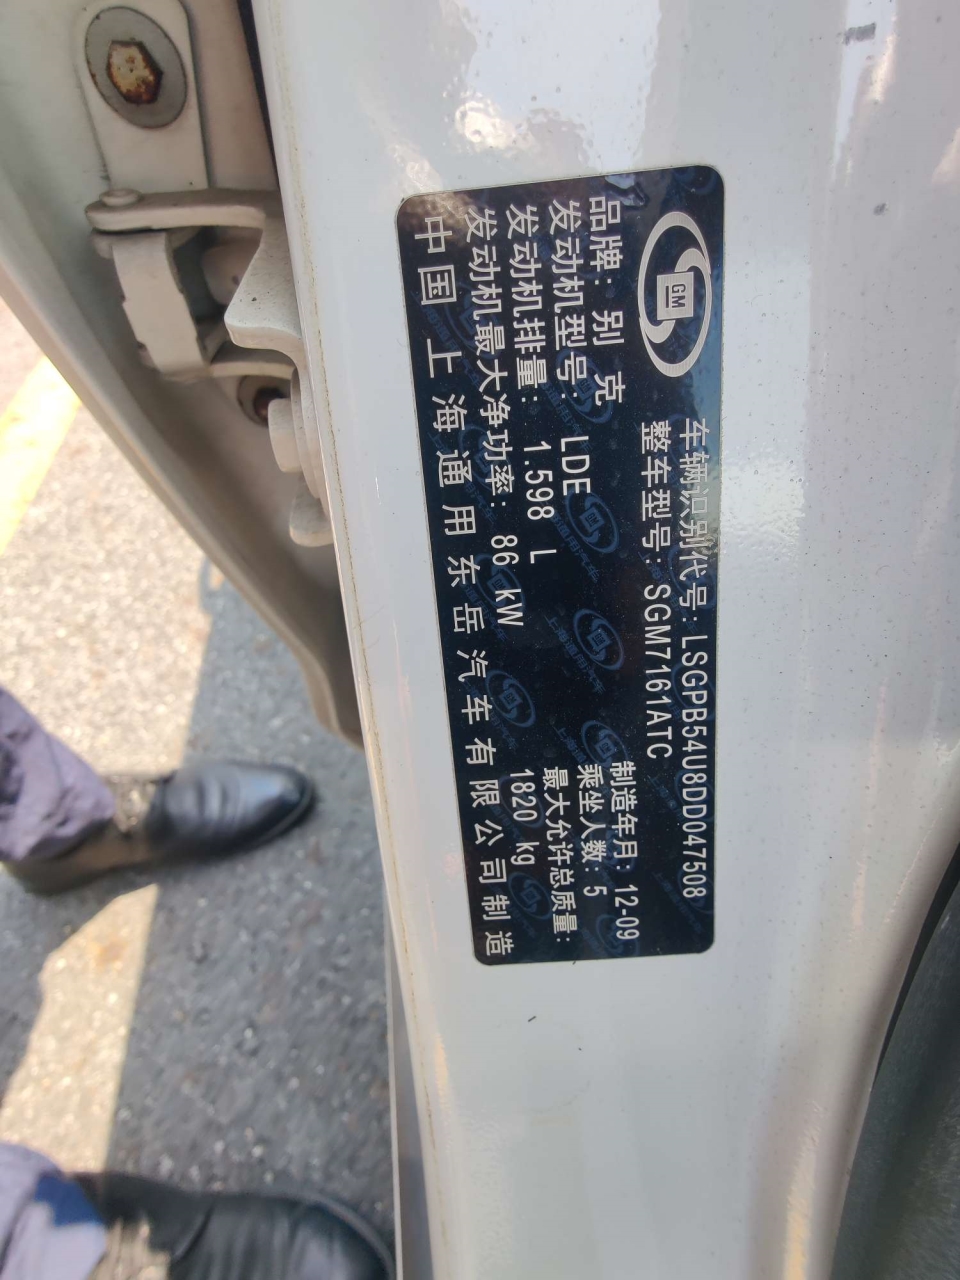 GM
车辆识别代号: LSGPB54U8DD047508
整车型号: SGM7161ATC
品牌: 别克
制造年月: 12-09
发动机型号: LDE
乘坐人数: 5
发动机排量: 1.598 L
最大允许总质量:
1820 kg
发动机最大净功率: 86 kW
中国 上海通用东岳汽车有限公司制造